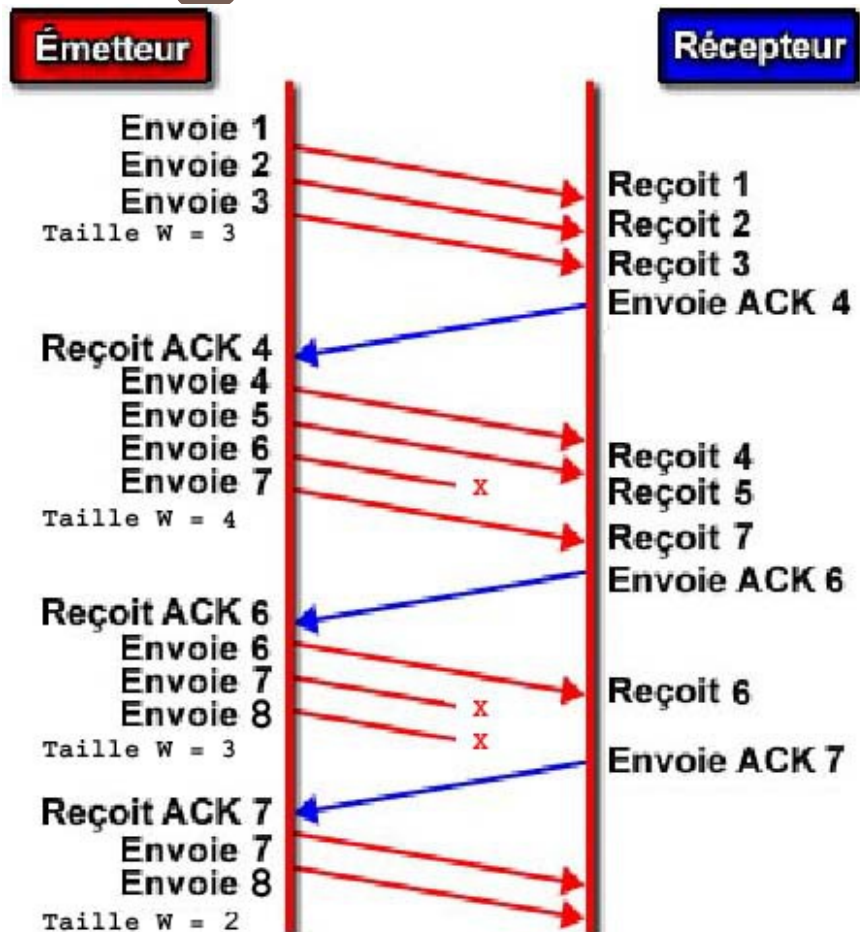 Émetteur
Récepteur
Envoie 1
Envoie 2
Envoie 3
Taille W = 3
Reçoit 1
Reçoit 2
Reçoit 3
Envoie ACK 4
Reçoit ACK 4
Envoie 4
Envoie 5
Envoie 6
Envoie 7
Taille W = 4
x
Reçoit 4
Reçoit 5
Reçoit 7
Envoie ACK 6
Reçoit ACK 6
Envoie 6
Envoie 7
Envoie 8
Taille W = 3
x
x
Reçoit 6
Envoie ACK 7
Reçoit ACK 7
Envoie 7
Envoie 8
Taille W = 2